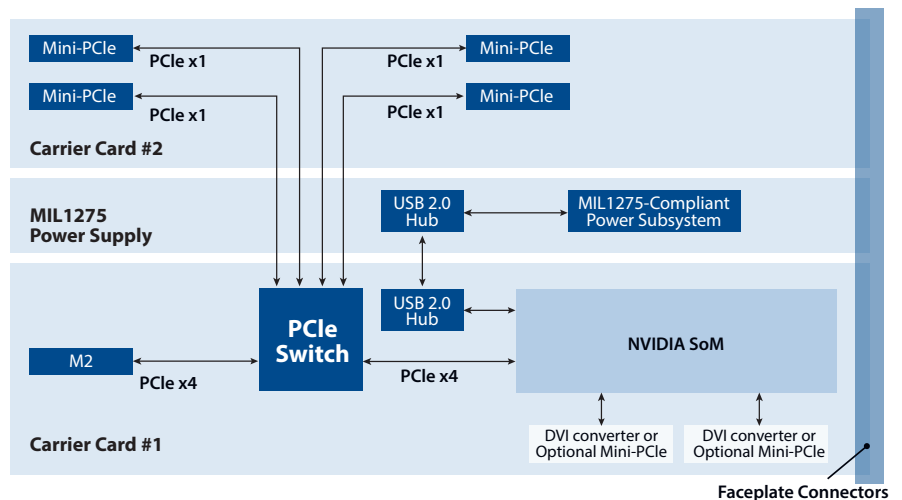 Mini-PCIe
PCIe x1
PCIe x1
Mini-PCIe
Mini-PCIe
PCIe x1
PCIe x1
Mini-PCIe
Carrier Card #2
MIL1275
Power Supply
USB 2.0
Hub
MIL1275-Compliant
Power Subsystem
USB 2.0
Hub
PCIe
Switch
NVIDIA SoM
M2
PCIe x4
PCIe x4
Carrier Card #1
DVI converter or
Optional Mini-PCIe
DVI converter or
Optional Mini-PCIe
Faceplate Connectors